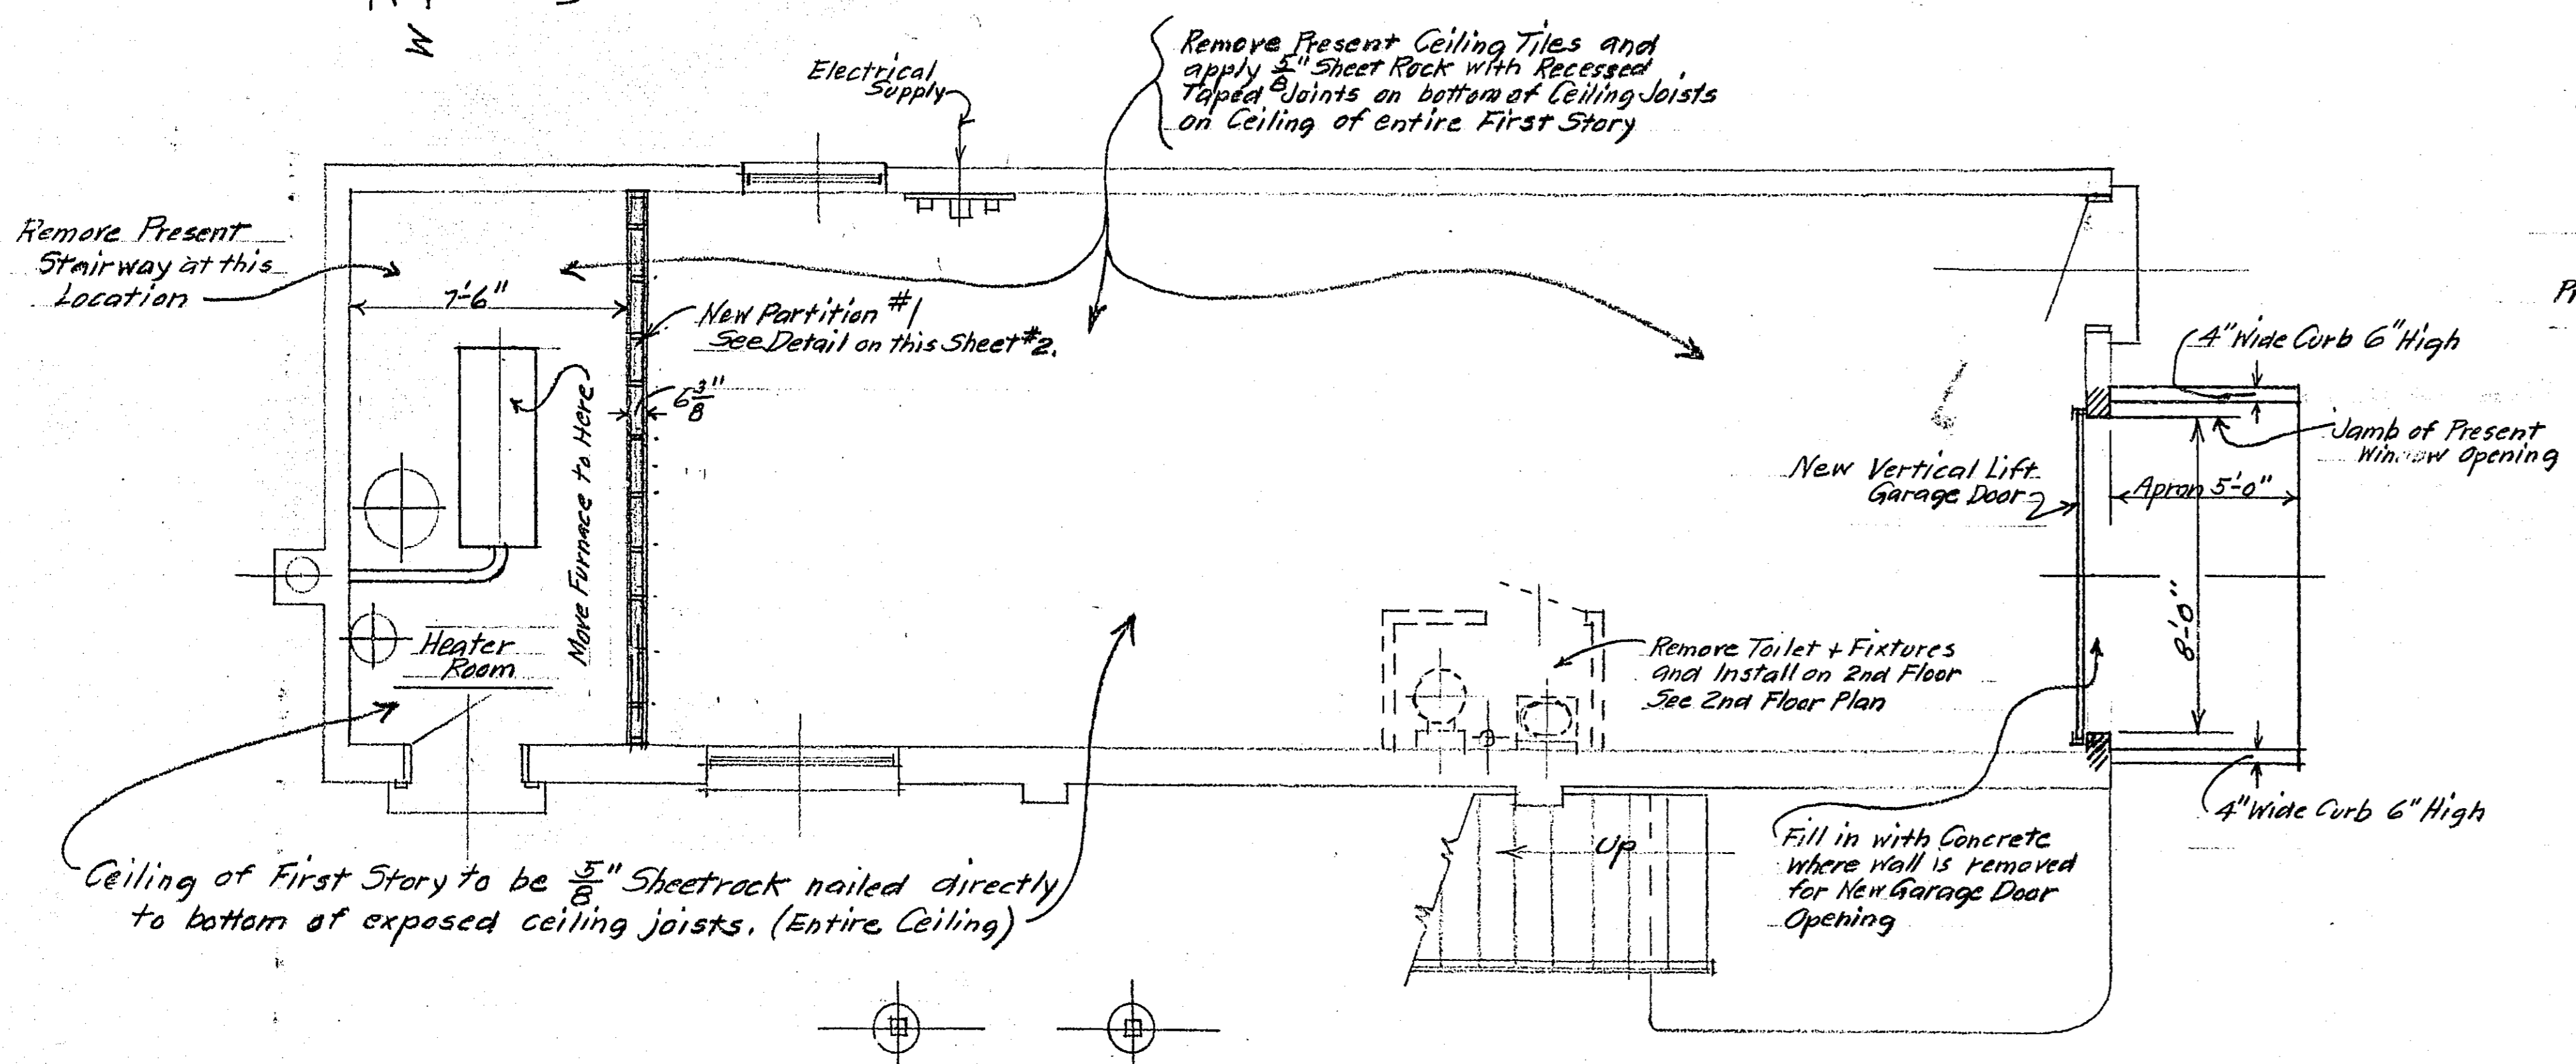 W
Electrical
Supply
Remove Present Ceiling Tiles and
apply 5/8" Sheet Rock with Recessed
Taped Joints on bottom of Ceiling Joists
on Ceiling of entire First Story
Remove Present
Stairway at this
Location
7'-6"
New Partition #1
See Detail on this Sheet #2.
6 3/8"
Move Furnace to Here
Heater
Room
4" Wide Curb 6" High
Jamb of Present
Window Opening
New Vertical Lift
Garage Door
Apron 5'-0"
8'-0"
Remove Toilet + Fixtures
and Install on 2nd Floor
See 2nd Floor Plan
4" Wide Curb 6" High
Up
Fill in with Concrete
where Wall is removed
for New Garage Door
Opening
Ceiling of First Story to be 5/8" Sheetrock nailed directly
to bottom of exposed ceiling joists. (Entire Ceiling)